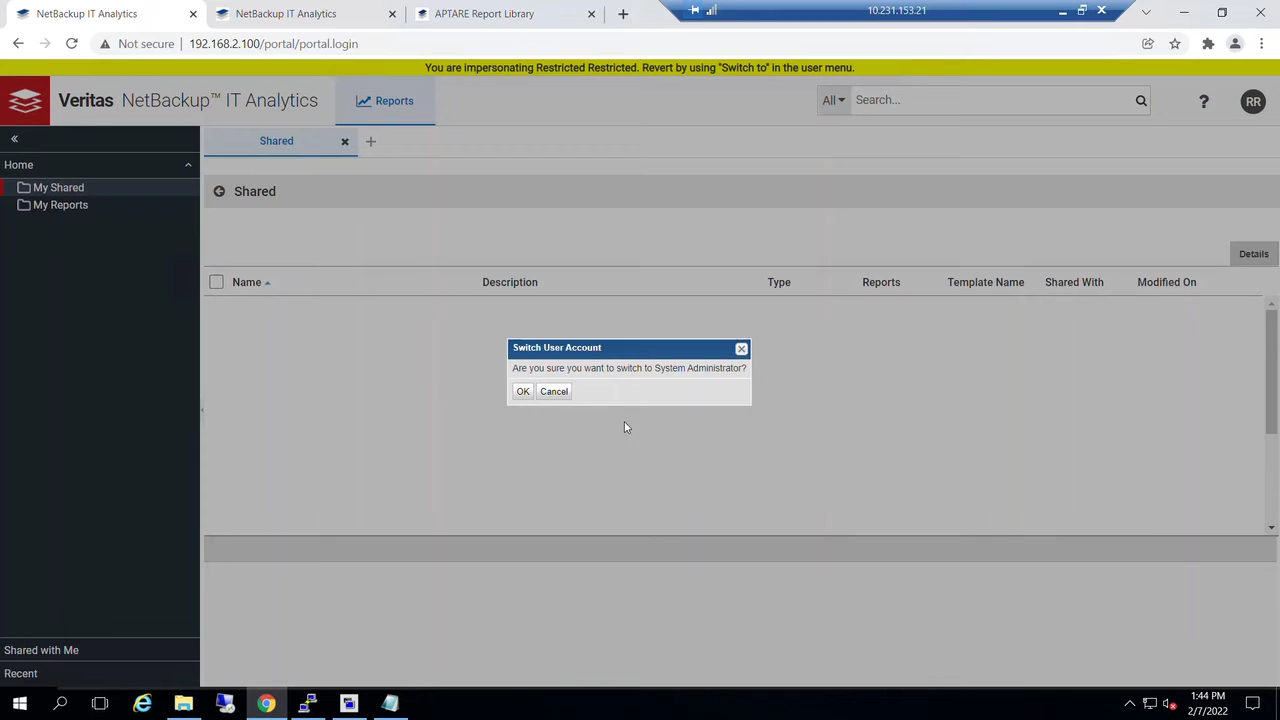 NetBackup IT Analytics
NetBackup IT Analytics
APTARE Report Library
10.231.153.21
Not secure
192.168.2.100/portal/portal.login
You are impersonating Restricted Restricted. Revert by using "Switch to" in the user menu.
Veritas NetBackup™ IT Analytics
Reports
All
Search...
?
RR
Shared
Home
My Shared
My Reports
Shared
Details
Name
Description
Type
Reports
Template Name
Shared With
Modified On
Switch User Account
Are you sure you want to switch to System Administrator?
OK
Cancel
Shared with Me
Recent
1:44 PM
2/7/2022